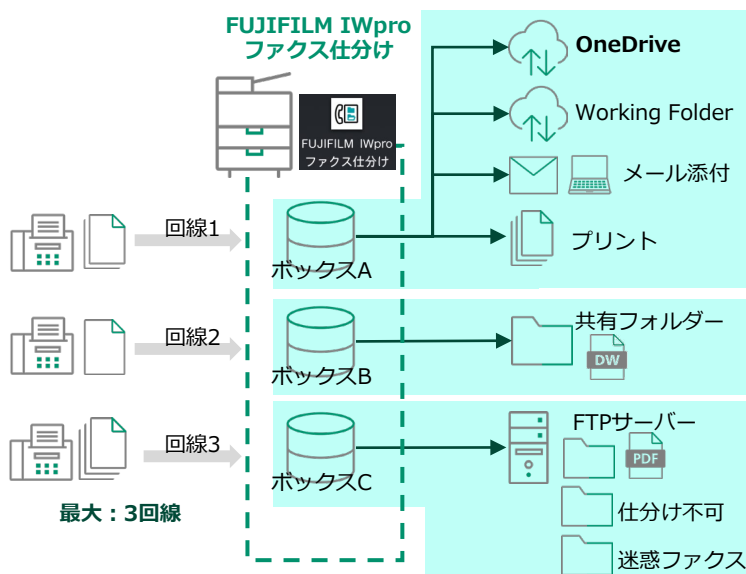 FUJIFILM IWpro
ファクス仕分け
FUJIFILM IWpro
ファクス仕分け
OneDrive
Working Folder
メール添付
プリント
回線1
ボックスA
回線2
ボックスB
共有フォルダー
DW
回線3
ボックスC
FTPサーバー
PDF
仕分け不可
迷惑ファクス
最大：3回線